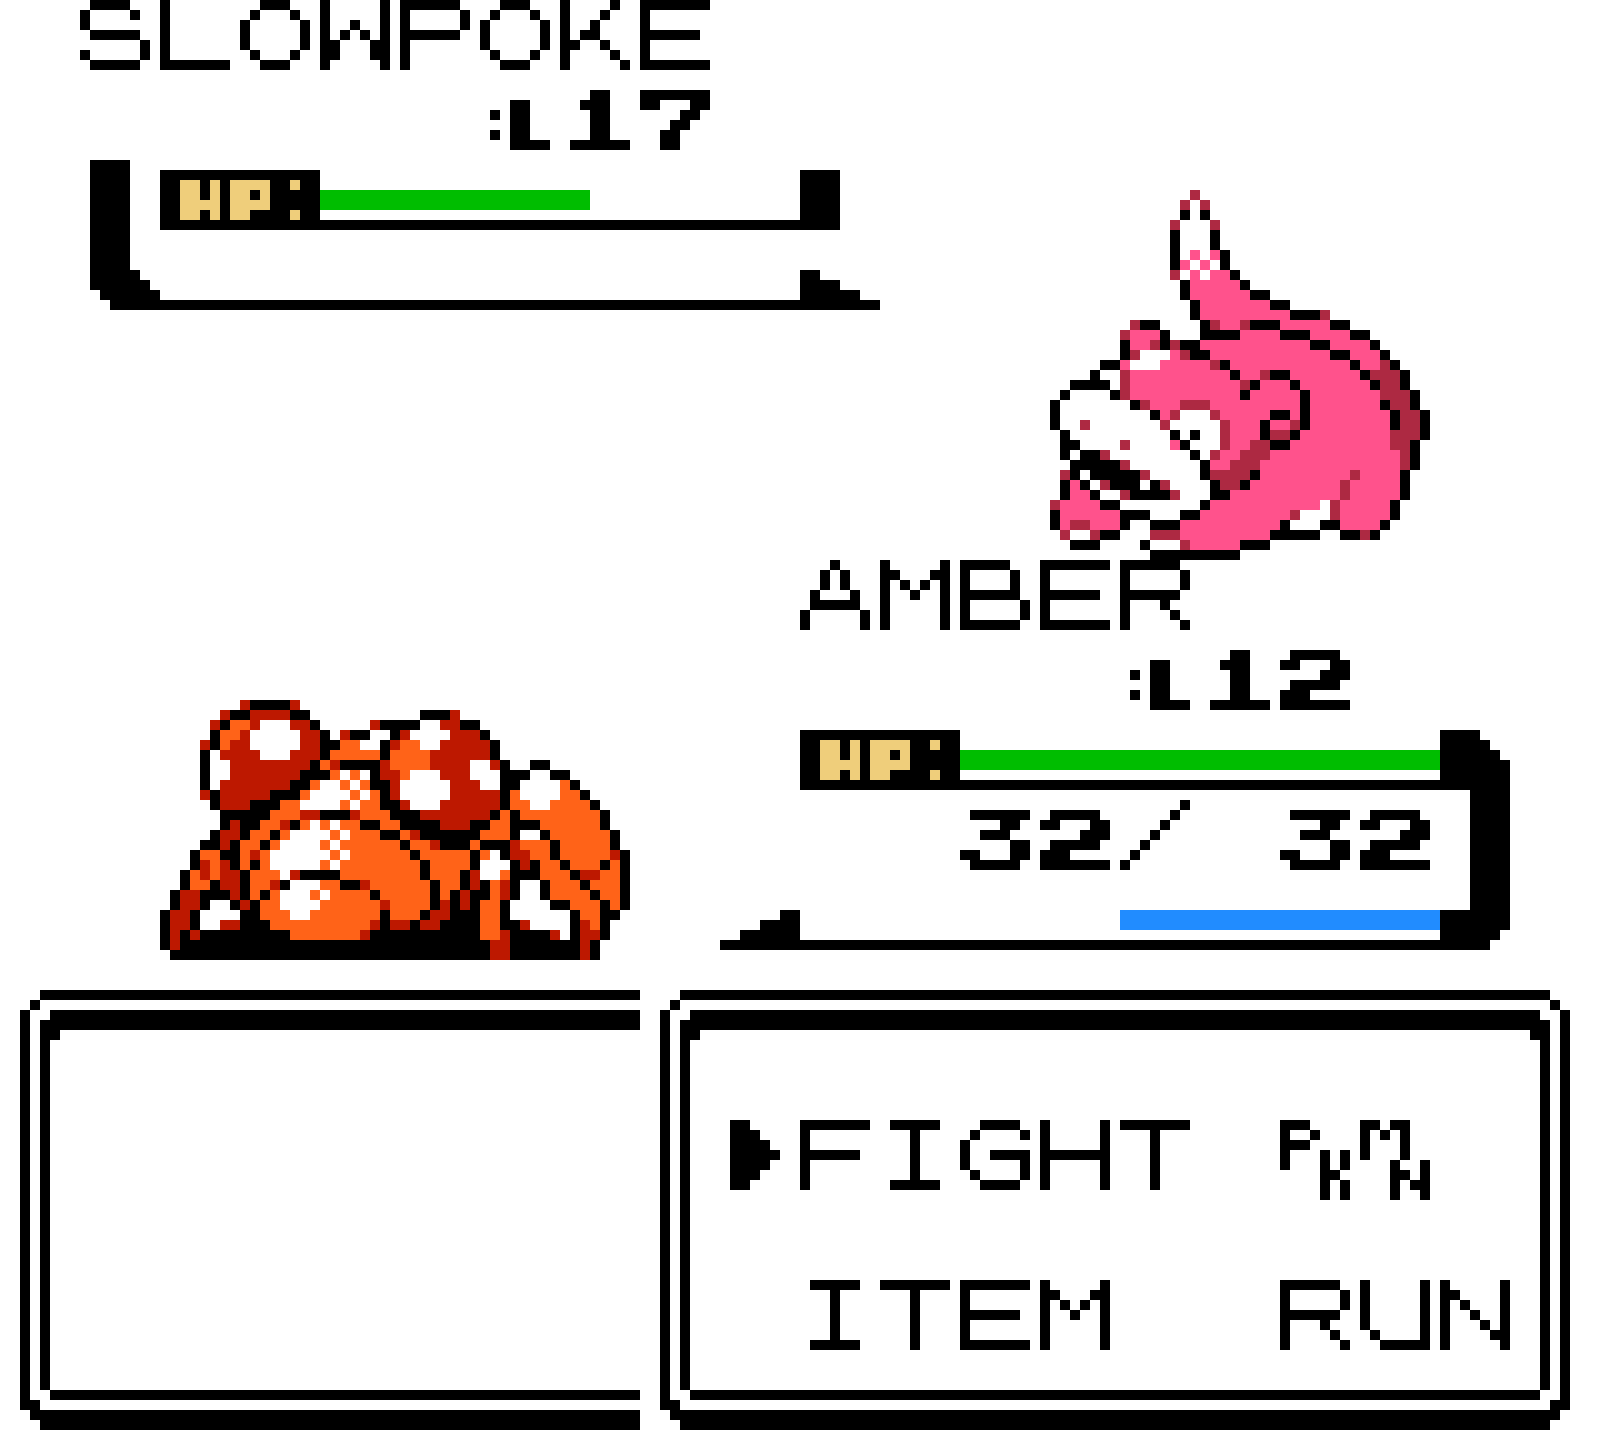 SLOWPOKE
:L17
HP:
AMBER
:L12
HP:
32/ 32
FIGHT PKMN
ITEM RUN